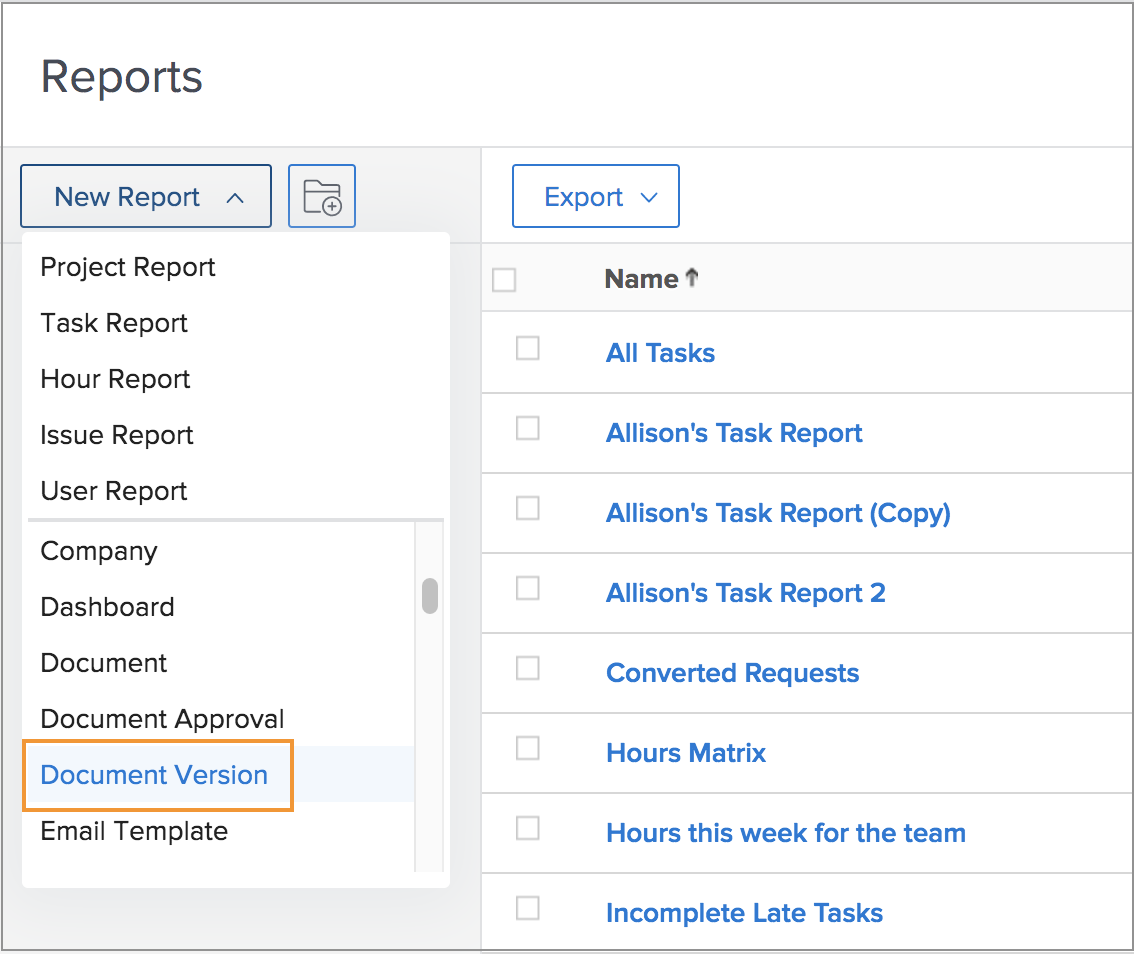 Reports
New Report
Export
Project Report
Task Report
Hour Report
Issue Report
User Report
Company
Dashboard
Document
Document Approval
Document Version
Email Template
Name
All Tasks
Allison's Task Report
Allison's Task Report (Copy)
Allison's Task Report 2
Converted Requests
Hours Matrix
Hours this week for the team
Incomplete Late Tasks